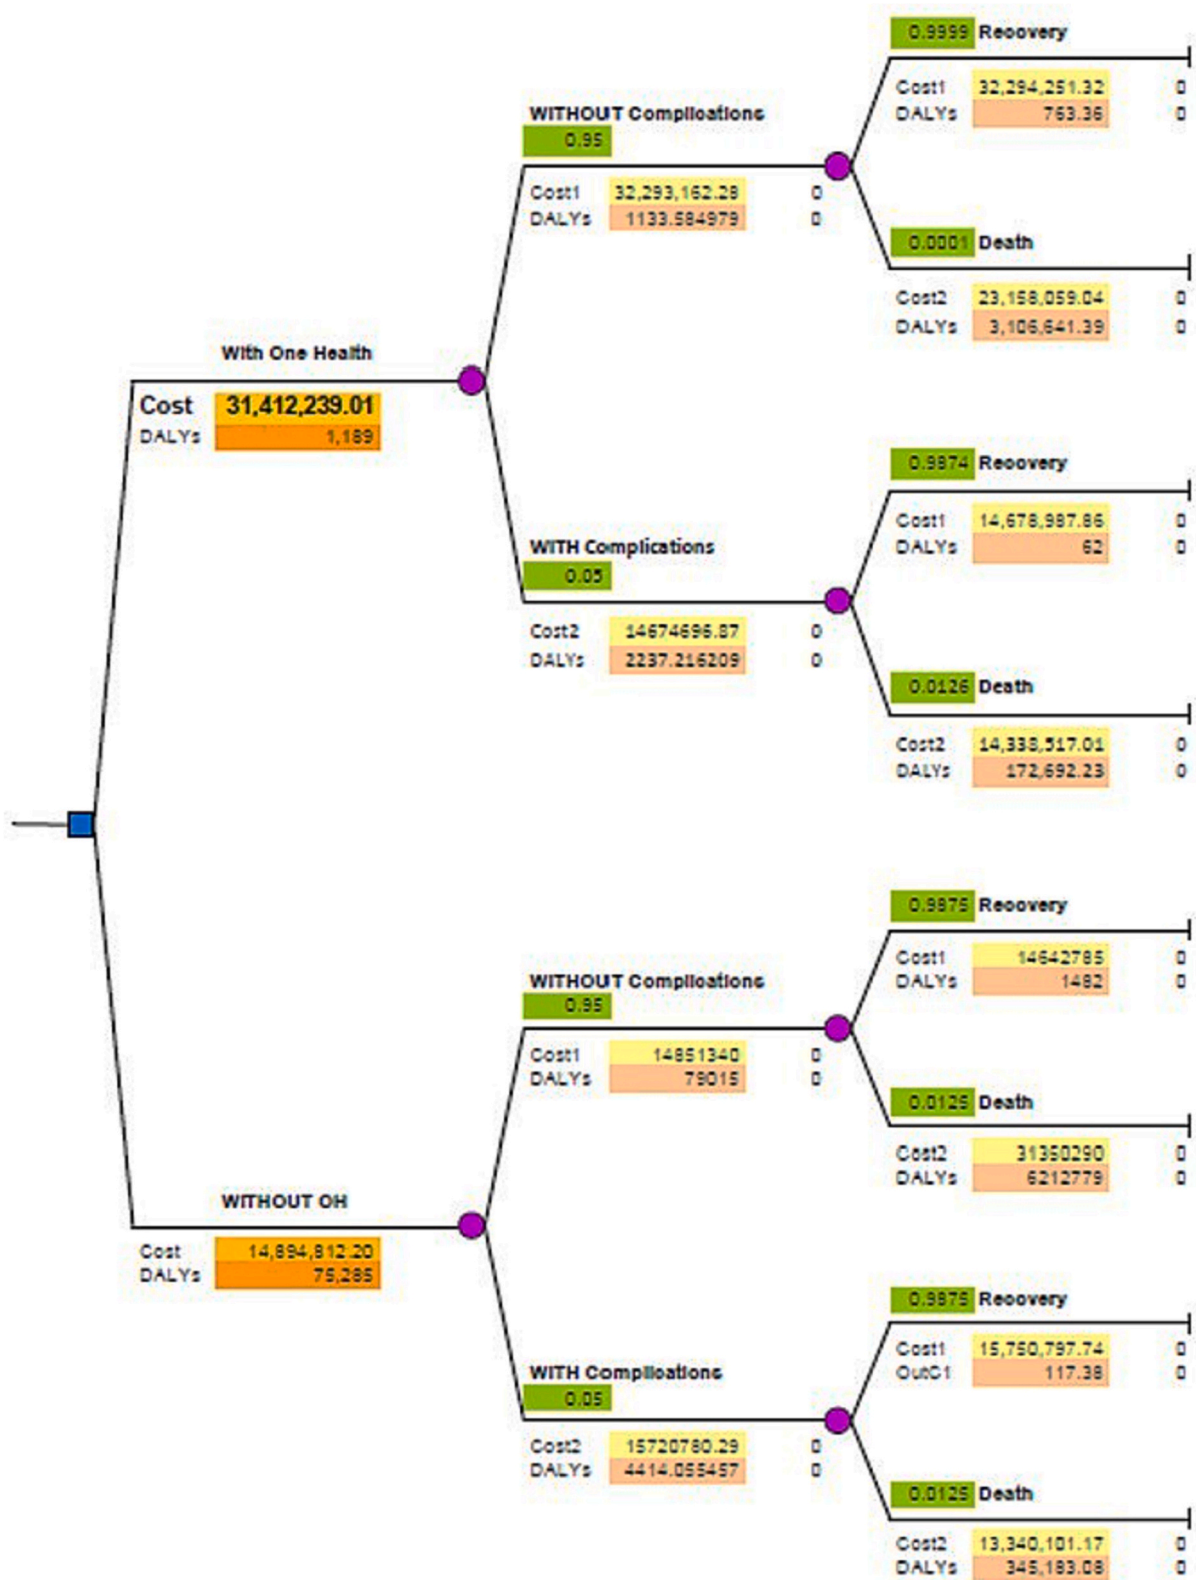 0.9999 Recovery
Cost1 32,294,251.32 0
DALYs 763.36 0
WITHOUT Complications
0.95
Cost1 32,293,162.28 0
DALYs 1133.584979 0
0.0001 Death
Cost2 23,158,059.04 0
DALYs 3,106,641.39 0
With One Health
Cost 31,412,239.01
DALYs 1,189
0.9874 Recovery
Cost1 14,678,987.86 0
DALYs 62 0
WITH Complications
0.05
Cost2 14674696.87 0
DALYs 2237.216209 0
0.0126 Death
Cost2 14,338,517.01 0
DALYs 172,692.23 0
0.9875 Recovery
Cost1 14642785 0
DALYs 1482 0
WITHOUT Complications
0.95
Cost1 14851340 0
DALYs 79015 0
0.0125 Death
Cost2 31350290 0
DALYs 6212779 0
WITHOUT OH
Cost 14,894,812.20
DALYs 75,285
0.9875 Recovery
Cost1 15,750,797.74 0
OutC1 117.38 0
WITH Complications
0.05
Cost2 15720780.29 0
DALYs 4414.055457 0
0.0125 Death
Cost2 13,340,101.17 0
DALYs 345,183.08 0